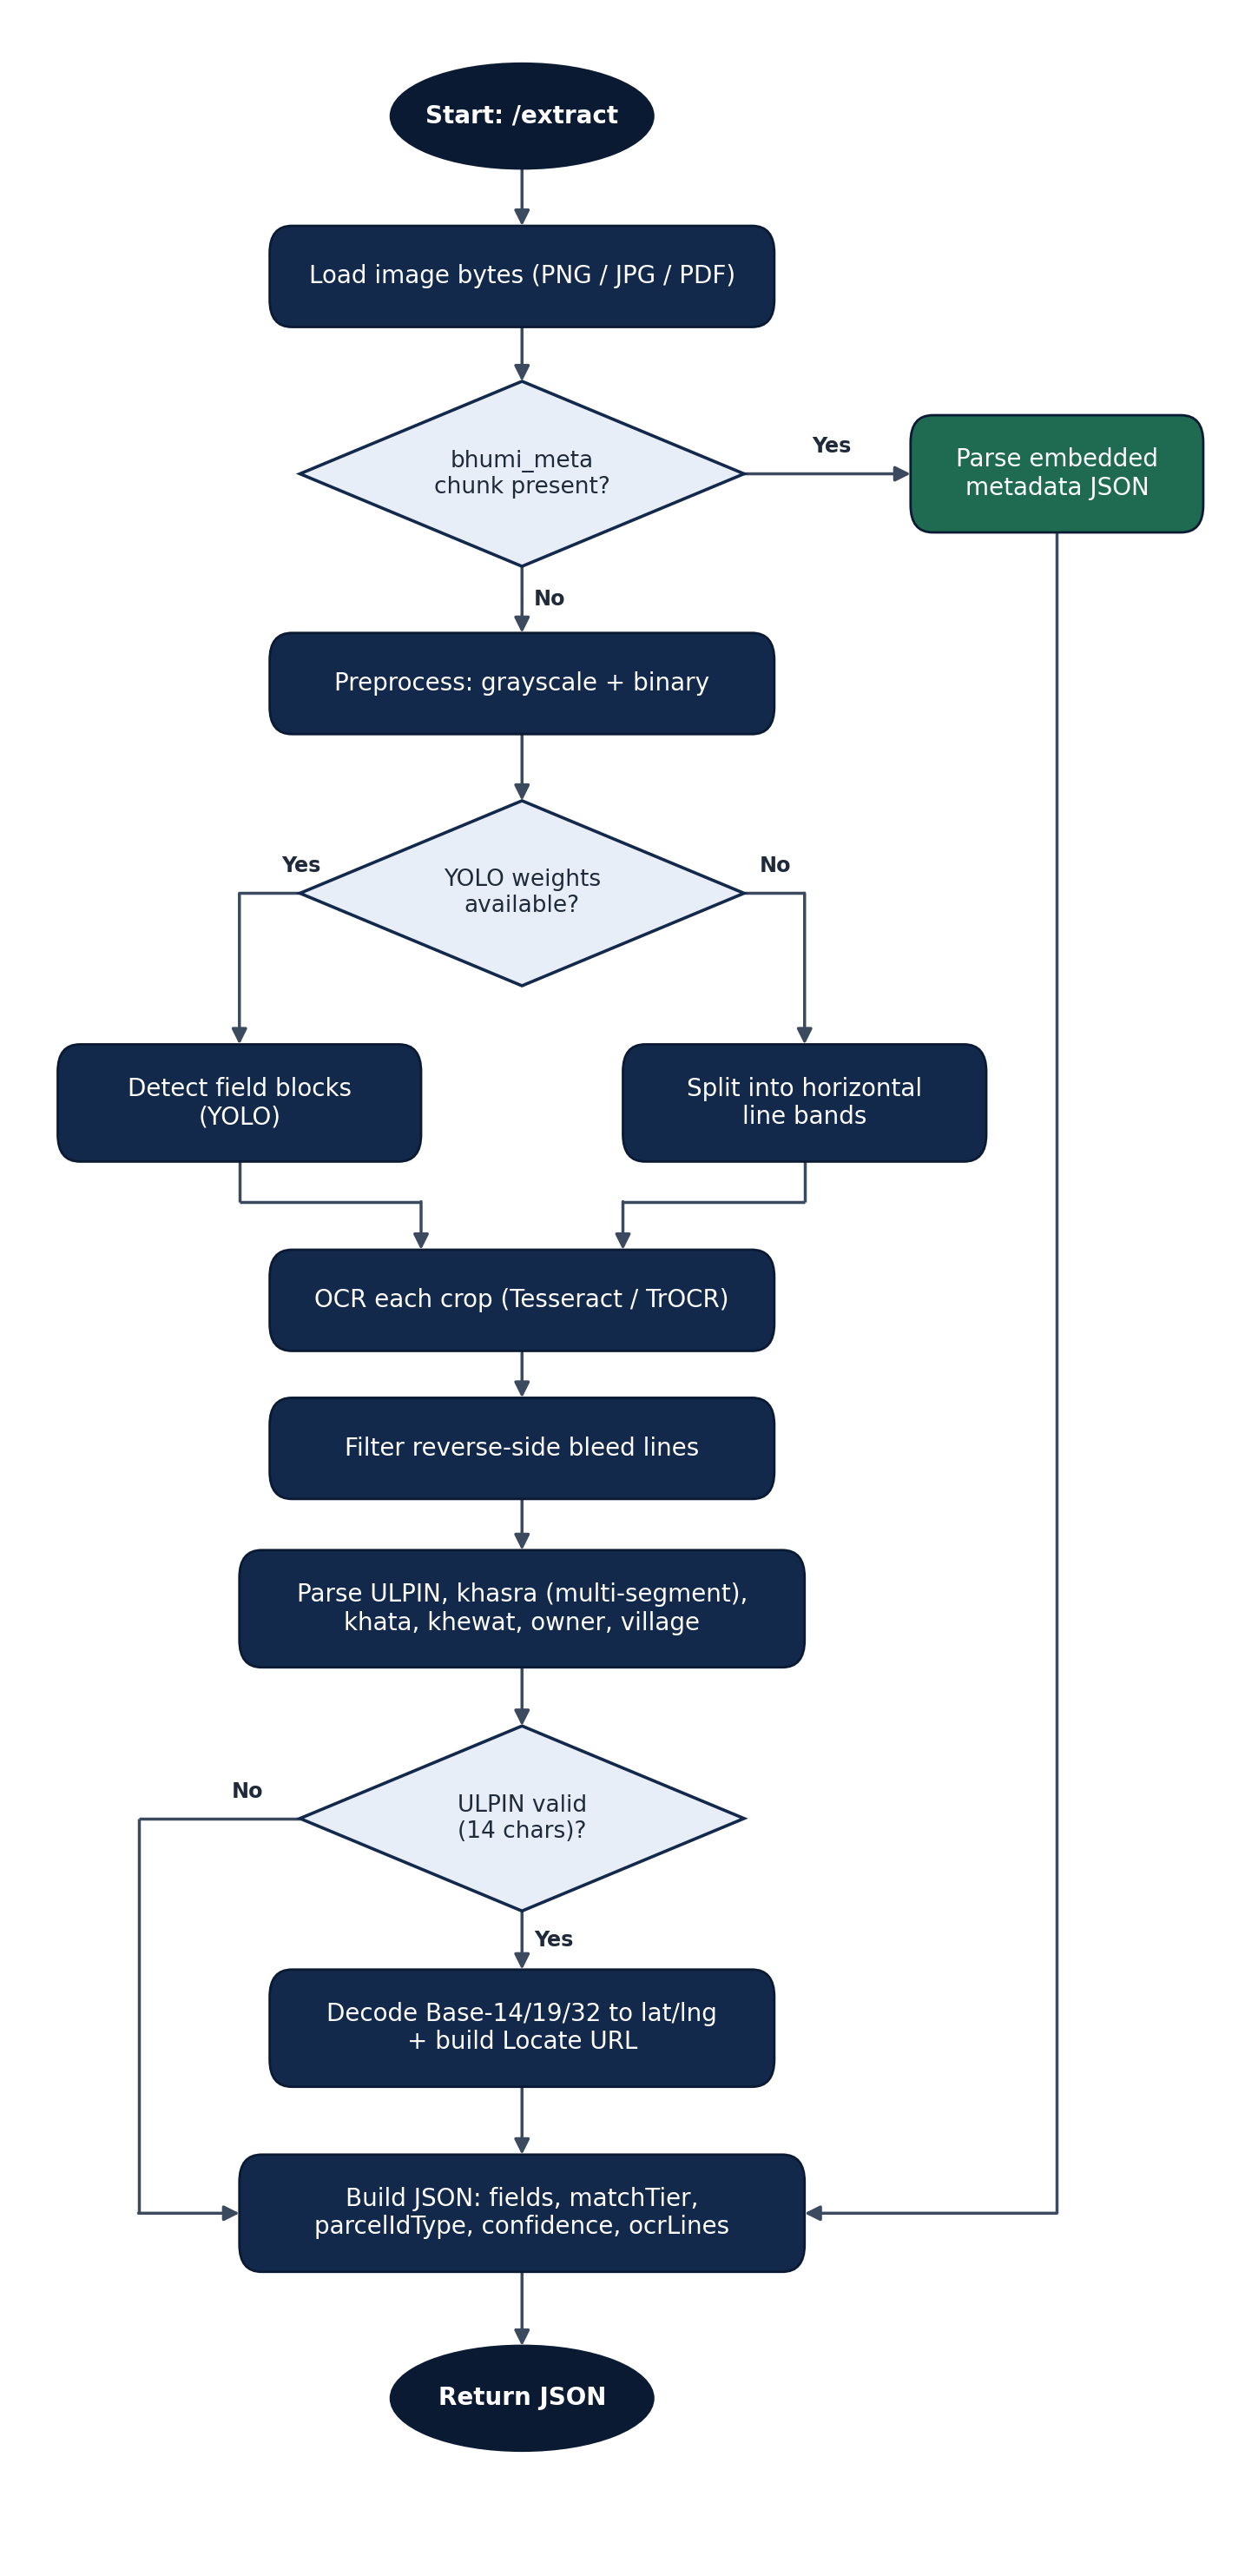 Start: /extract
Load image bytes (PNG / JPG / PDF)
bhumi_meta
chunk present?
Yes
Parse embedded
metadata JSON
No
Preprocess: grayscale + binary
YOLO weights
available?
Yes
No
Detect field blocks
(YOLO)
Split into horizontal
line bands
OCR each crop (Tesseract / TrOCR)
Filter reverse-side bleed lines
Parse ULPIN, khasra (multi-segment),
khata, khewat, owner, village
ULPIN valid
(14 chars)?
No
Yes
Decode Base-14/19/32 to lat/lng
+ build Locate URL
Build JSON: fields, matchTier,
parcelIdType, confidence, ocrLines
Return JSON